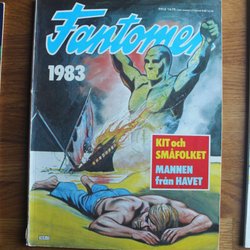 Fantomen
1983
KIT och
SMÅFOLKET
MANNEN
från HAVET